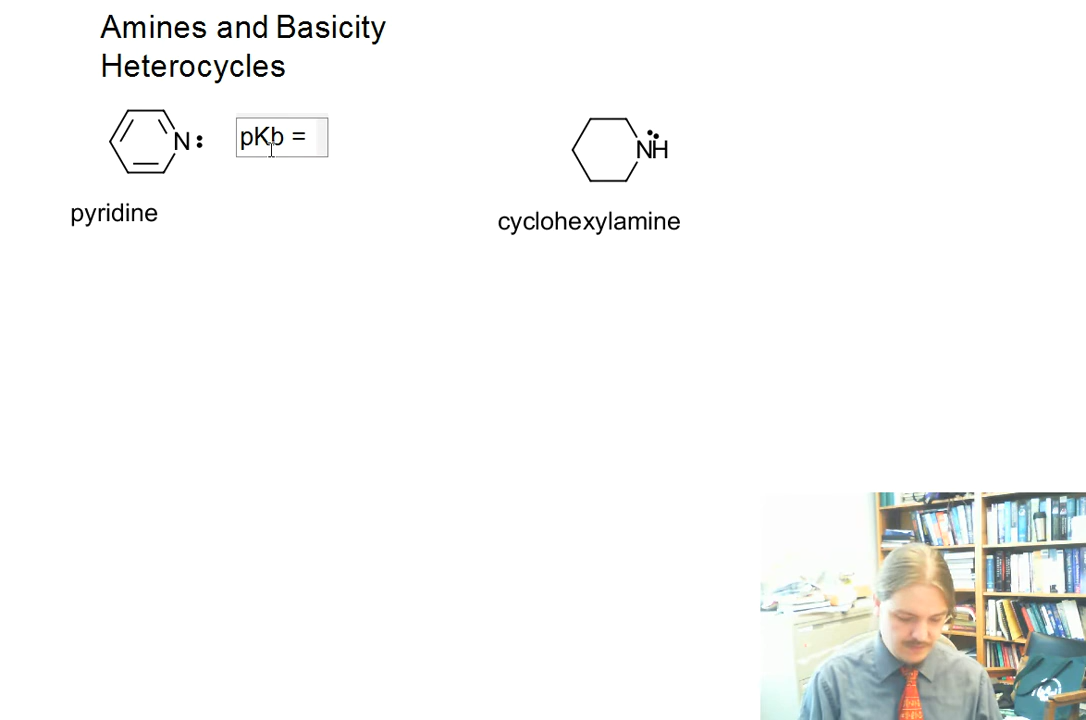 Amines and Basicity
Heterocycles
N:
pKb =
NH
pyridine
cyclohexylamine